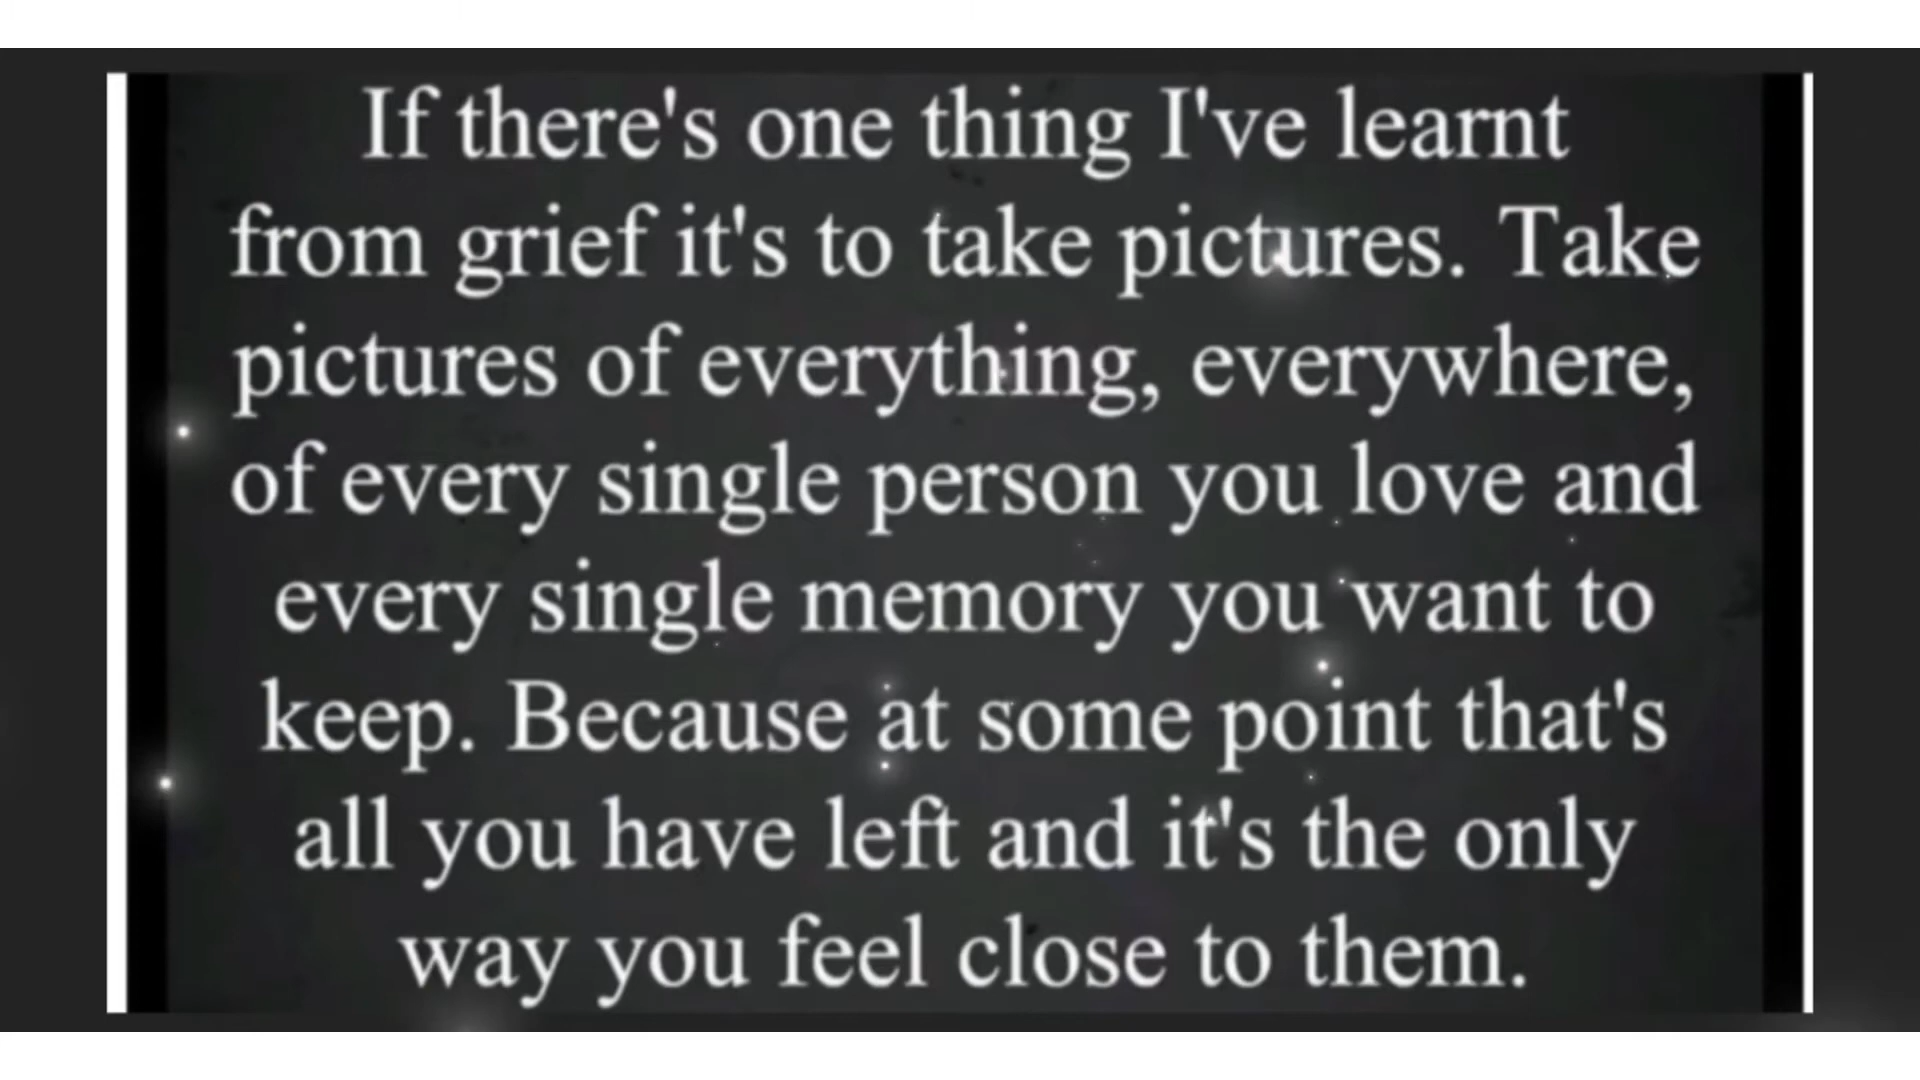 If there's one thing I've learnt
from grief it's to take pictures. Take
pictures of everything, everywhere,
of every single person you love and
every single memory you want to
keep. Because at some point that's
all you have left and it's the only
way you feel close to them.